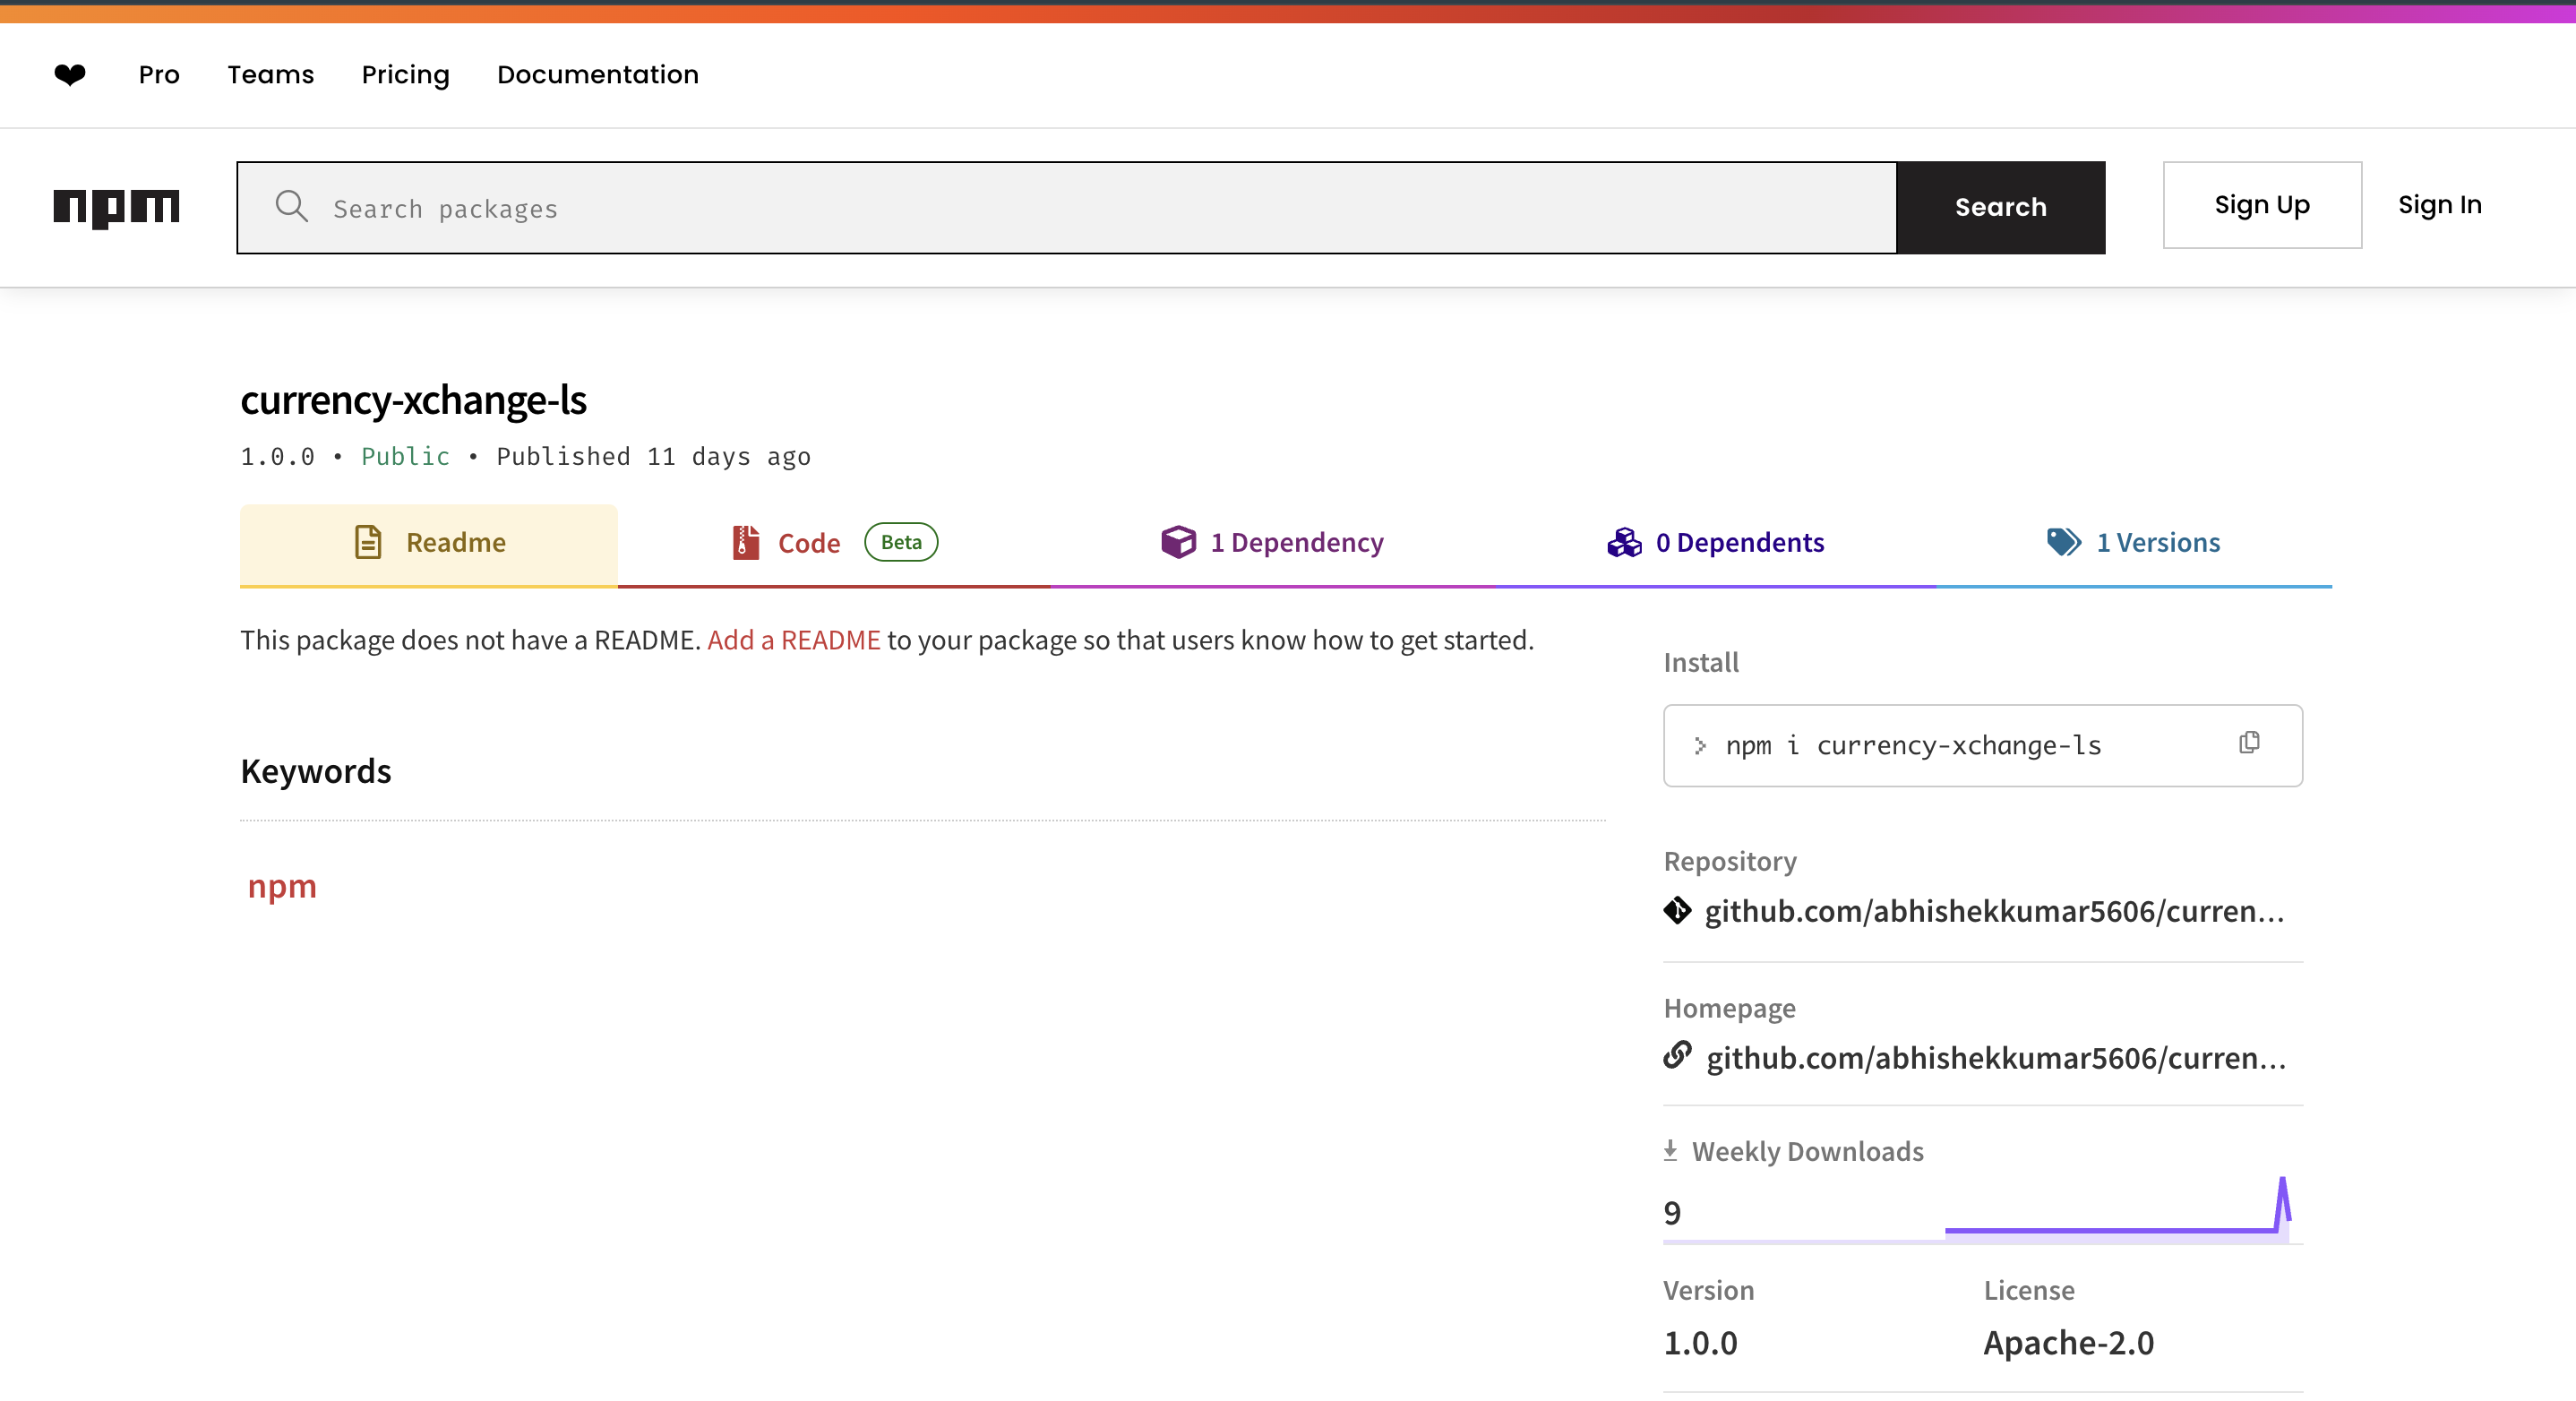 Pro Teams Pricing Documentation
npm
Search packages
Search
Sign Up
Sign In
currency-xchange-ls
1.0.0 • Public • Published 11 days ago
Readme
Code Beta
1 Dependency
0 Dependents
1 Versions
This package does not have a README. Add a README to your package so that users know how to get started.
Keywords
npm
Install
> npm i currency-xchange-ls
Repository
github.com/abhishekkumar5606/curren...
Homepage
github.com/abhishekkumar5606/curren...
Weekly Downloads
9
Version
1.0.0
License
Apache-2.0